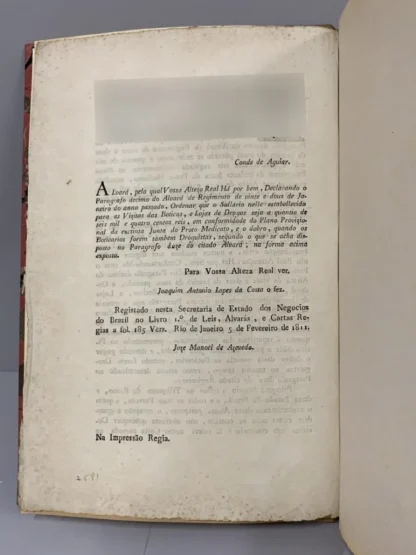 Conde de Aguiar.
Alvará, pelo qual Vossa Alteza Real Há por bem, Declarando o
Paragrafo decimo do Alvará de Regimento de vinte e dous de Ja-
neiro do anno passado, Ordenar que o Sallario nelle estabellecido
para as Visitas das Boticas, e Lojas de Drogas seja a quantia de
seis mil e quatro centos reis, em conformidade do Plano Provisio-
nal da extincta Junta do Proto Medicato, e o dobro, quando os
Boticarios forem tambem Droguistas, segundo o que se acha dis-
posto no Paragrafo do citado Alvará; na forma acima
exposta.
Para Vossa Alteza Real ver.
Joaquim Antonio Lopes da Costa o fez.
Registado nesta Secretaria de Estado dos Negocios
do Brazil no Livro 1.º de Leis, Alvarás, e Cartas Re-
gias a fol. 185 Vers. Rio de Janeiro 5 de Fevereiro de 1811.
Joze Manoel de Azevedo.
Na Impressão Regia.